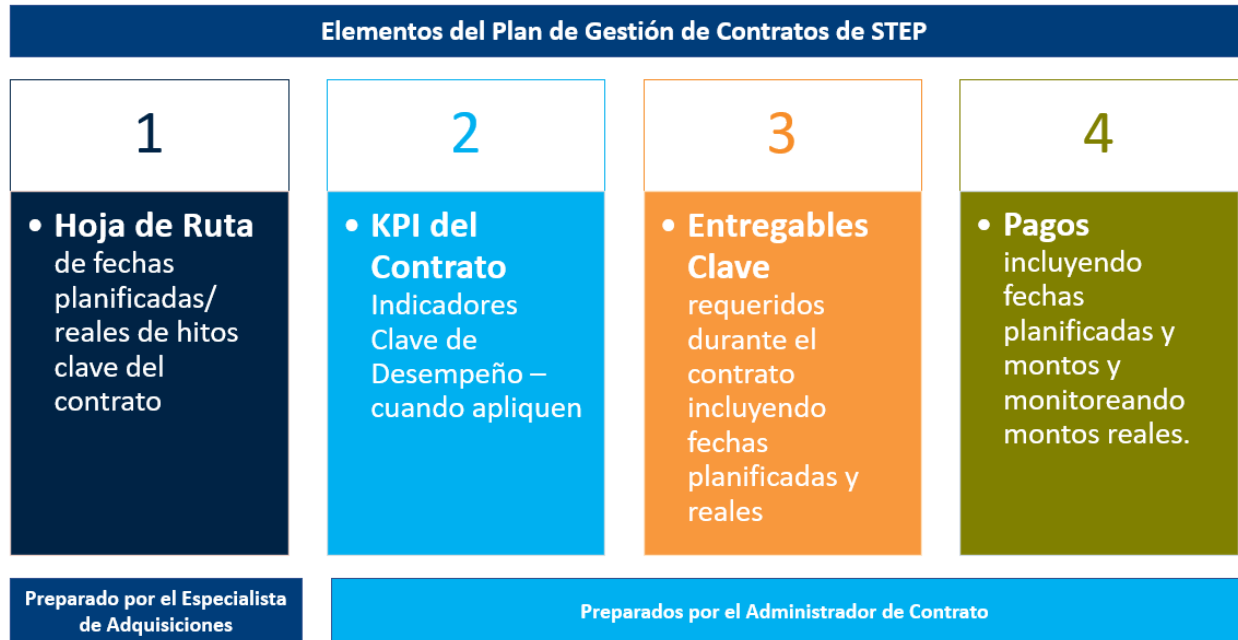 Elementos del Plan de Gestión de Contratos de STEP
1
• Hoja de Ruta
de fechas
planificadas/
reales de hitos
clave del
contrato
2
• KPI del
Contrato
Indicadores
Clave de
Desempeño –
cuando apliquen
3
• Entregables
Clave
requeridos
durante el
contrato
incluyendo
fechas
planificadas y
reales
4
• Pagos
incluyendo
fechas
planificadas y
montos y
monitoreando
montos reales.
Preparado por el Especialista
de Adquisiciones
Preparados por el Administrador de Contrato